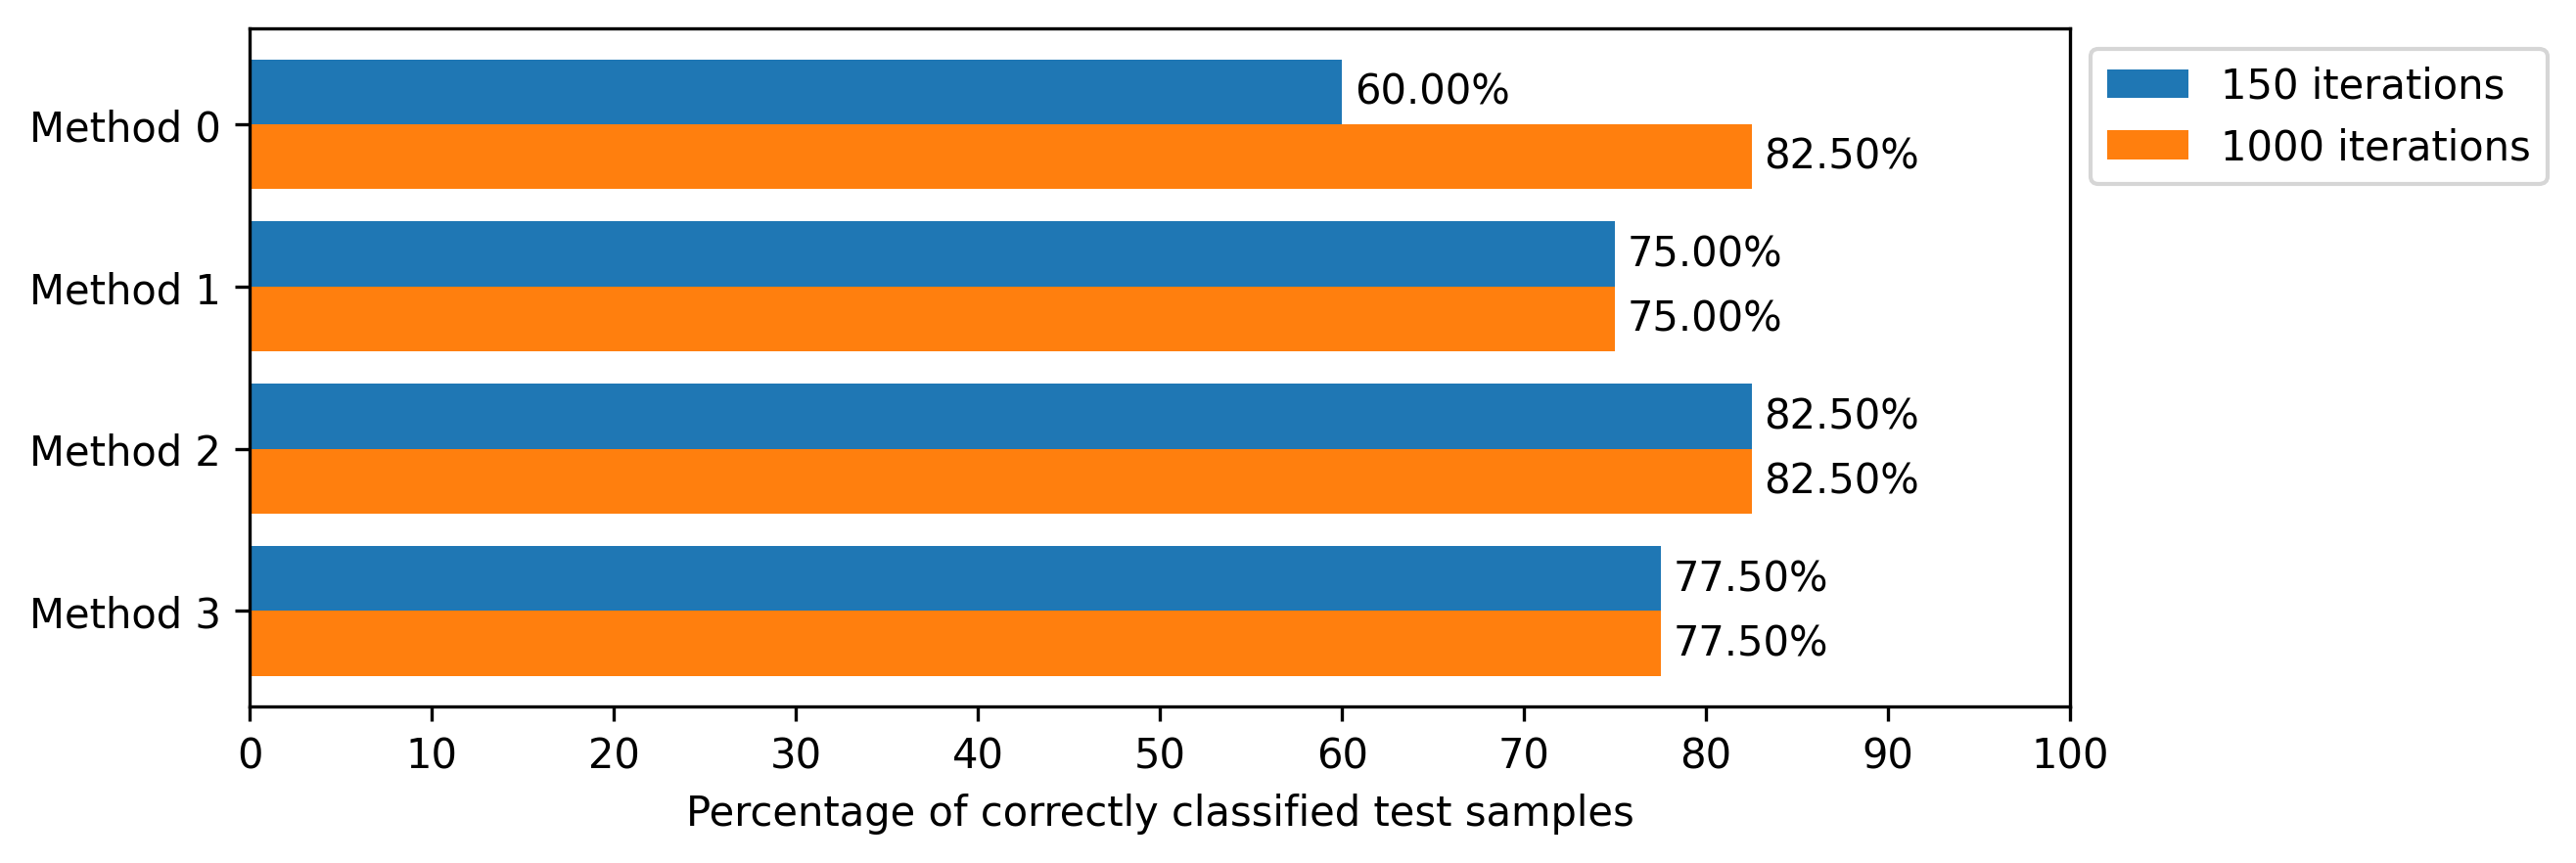 Method 0
60.00%
82.50%
Method 1
75.00%
75.00%
Method 2
82.50%
82.50%
Method 3
77.50%
77.50%
0 10 20 30 40 50 60 70 80 90 100
Percentage of correctly classified test samples
150 iterations
1000 iterations